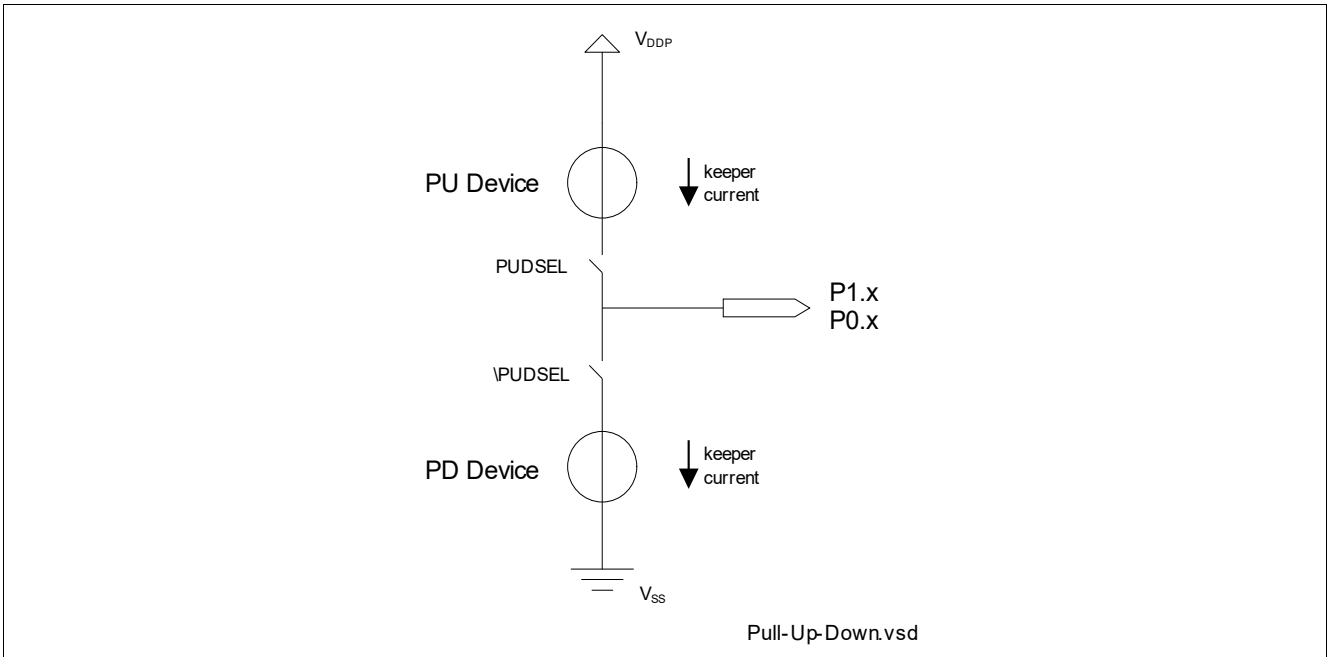 VDDP
PU Device
keeper
current
PUDSEL
P1.x
P0.x
\PUDSEL
PD Device
keeper
current
VSS
Pull-Up-Down.vsd